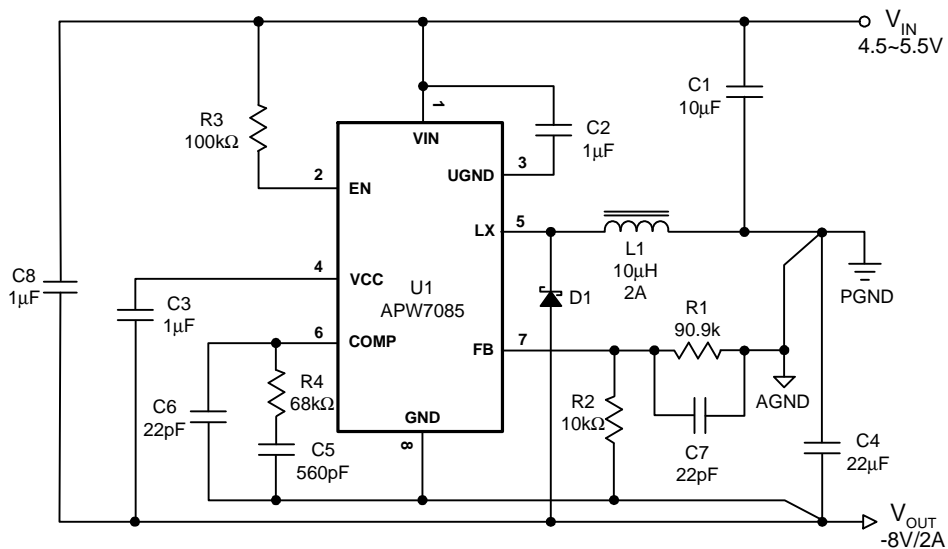 V_IN
4.5~5.5V
C1
10μF
R3
100kΩ
1
VIN
C2
1μF
2
EN
UGND
3
LX
5
L1
10μH
2A
C8
1μF
4
VCC
C3
1μF
U1
APW7085
D1
PGND
R1
90.9k
6
COMP
FB
7
R4
68kΩ
C6
22pF
GND
R2
10kΩ
AGND
C5
560pF
8
C7
22pF
C4
22μF
V_OUT
-8V/2A